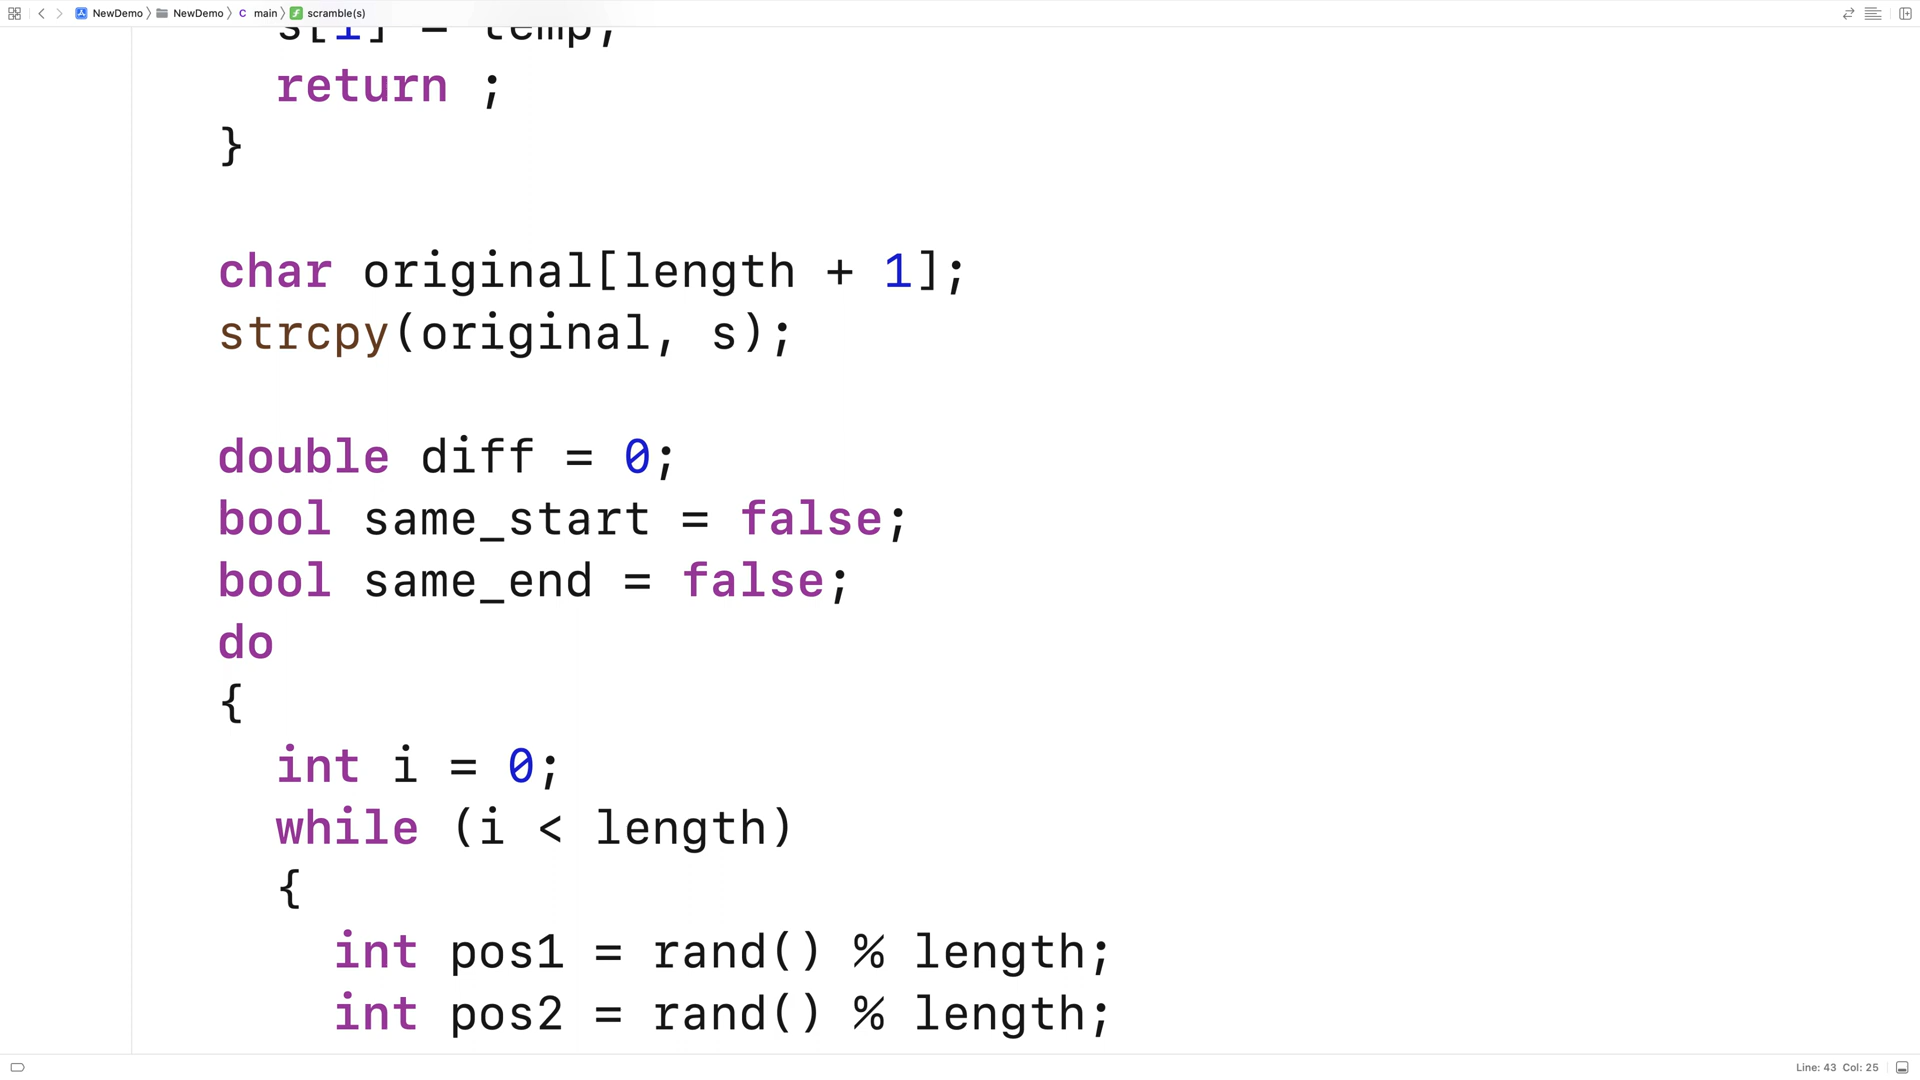 NewDemo NewDemo C main f scramble(s)
s[i] = temp;
return ;
}
char original[length + 1];
strcpy(original, s);
double diff = 0;
bool same_start = false;
bool same_end = false;
do
{
int i = 0;
while (i < length)
{
int pos1 = rand() % length;
int pos2 = rand() % length;
Line: 43 Col: 25